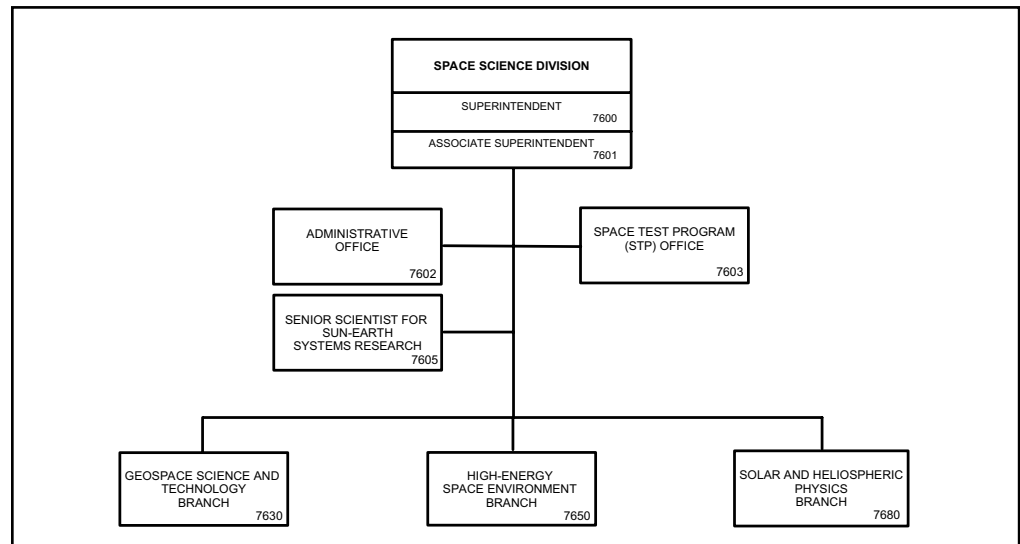 SPACE SCIENCE DIVISION
SUPERINTENDENT
7600
ASSOCIATE SUPERINTENDENT
7601
ADMINISTRATIVE
OFFICE
7602
SPACE TEST PROGRAM
(STP) OFFICE
7603
SENIOR SCIENTIST FOR
SUN-EARTH
SYSTEMS RESEARCH
7605
GEOSPACE SCIENCE AND
TECHNOLOGY
BRANCH
7630
HIGH-ENERGY
SPACE ENVIRONMENT
BRANCH
7650
SOLAR AND HELIOSPHERIC
PHYSICS
BRANCH
7680